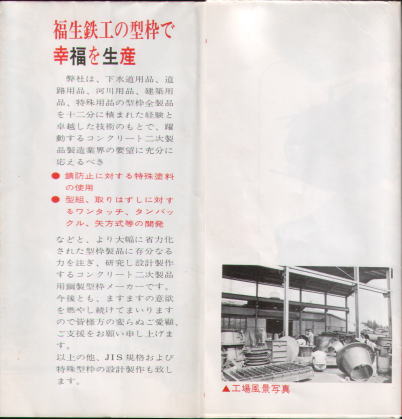 福生鉄工の型枠で
幸福を生産
弊社は、下水道用品、道
路用品、河川用品、建築用
品、特殊用品の型枠全製品
を十二分に積まれた経験と
卓越した技術のもとで、躍
動するコンクリート二次製
品製造業界の要望に充分に
応えるべき
● 錆防止に対する特殊塗料
の使用
● 型組、取りはずしに対す
るワンタッチ、タンバッ
クル、矢方式等の開発
などと、より大幅に省力化
された型枠製品に存分なる
力を注ぎ、研究し設計製作
するコンクリート二次製品
用鋼製型枠メーカーです。
今後とも、ますますの意欲
を燃やし続けてまいります
ので皆様方の変らぬご愛顧、
ご支援をお願い申し上げま
す。
以上の他、JIS規格および
特殊型枠の設計製作も致し
ます。
▲工場風景写真